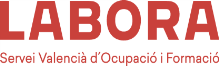 LABORA
Servei Valencià d'Ocupació i Formació